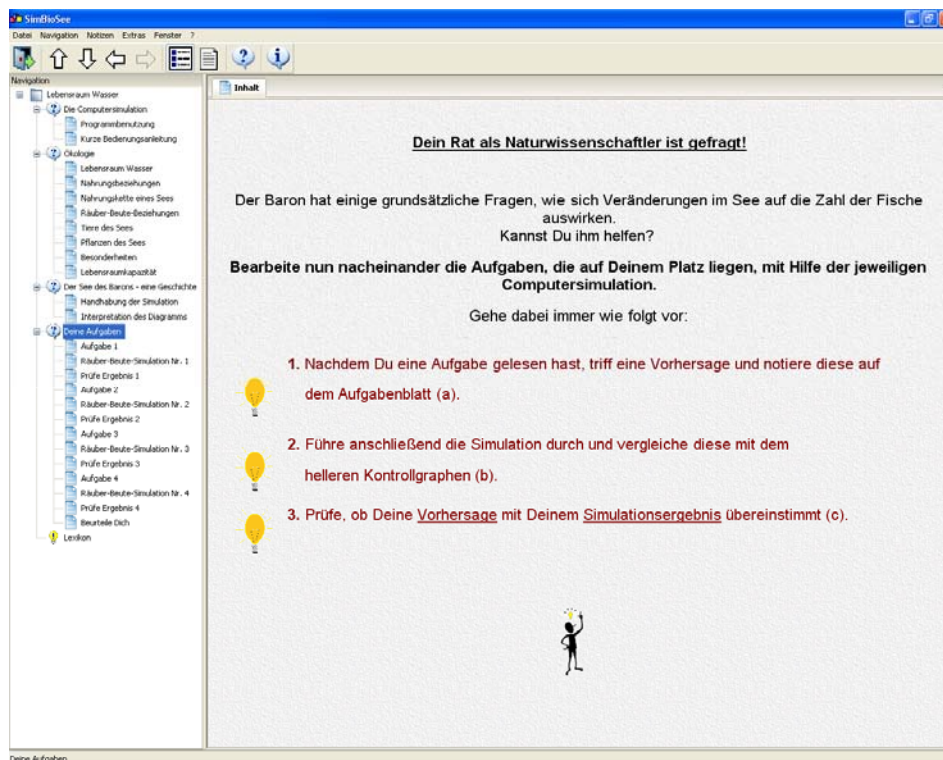 SimBioSee
Datei Navigation Notizen Extras Fenster ?
Navigation
Lebensraum Wasser
Die Computersimulation
Programmbenutzung
Kurze Bedienungsanleitung
Ökologie
Lebensraum Wasser
Nahrungsbeziehungen
Nahrungskette eines Sees
Räuber-Beute-Beziehungen
Tiere des Sees
Pflanzen des Sees
Besonderheiten
Lebensraumkapazität
Der See des Barons - eine Geschichte
Handhabung der Simulation
Interpretation des Diagramms
Deine Aufgaben
Aufgabe 1
Räuber-Beute-Simulation Nr. 1
Prüfe Ergebnis 1
Aufgabe 2
Räuber-Beute-Simulation Nr. 2
Prüfe Ergebnis 2
Aufgabe 3
Räuber-Beute-Simulation Nr. 3
Prüfe Ergebnis 3
Aufgabe 4
Räuber-Beute-Simulation Nr. 4
Prüfe Ergebnis 4
Beurteile Dich
Lexikon
Inhalt
Dein Rat als Naturwissenschaftler ist gefragt!
Der Baron hat einige grundsätzliche Fragen, wie sich Veränderungen im See auf die Zahl der Fische
auswirken.
Kannst Du ihm helfen?
Bearbeite nun nacheinander die Aufgaben, die auf Deinem Platz liegen, mit Hilfe der jeweiligen
Computersimulation.
Gehe dabei immer wie folgt vor:
1. Nachdem Du eine Aufgabe gelesen hast, triff eine Vorhersage und notiere diese auf
dem Aufgabenblatt (a).
2. Führe anschließend die Simulation durch und vergleiche diese mit dem
helleren Kontrollgraphen (b).
3. Prüfe, ob Deine Vorhersage mit Deinem Simulationsergebnis übereinstimmt (c).
Deine Aufgaben